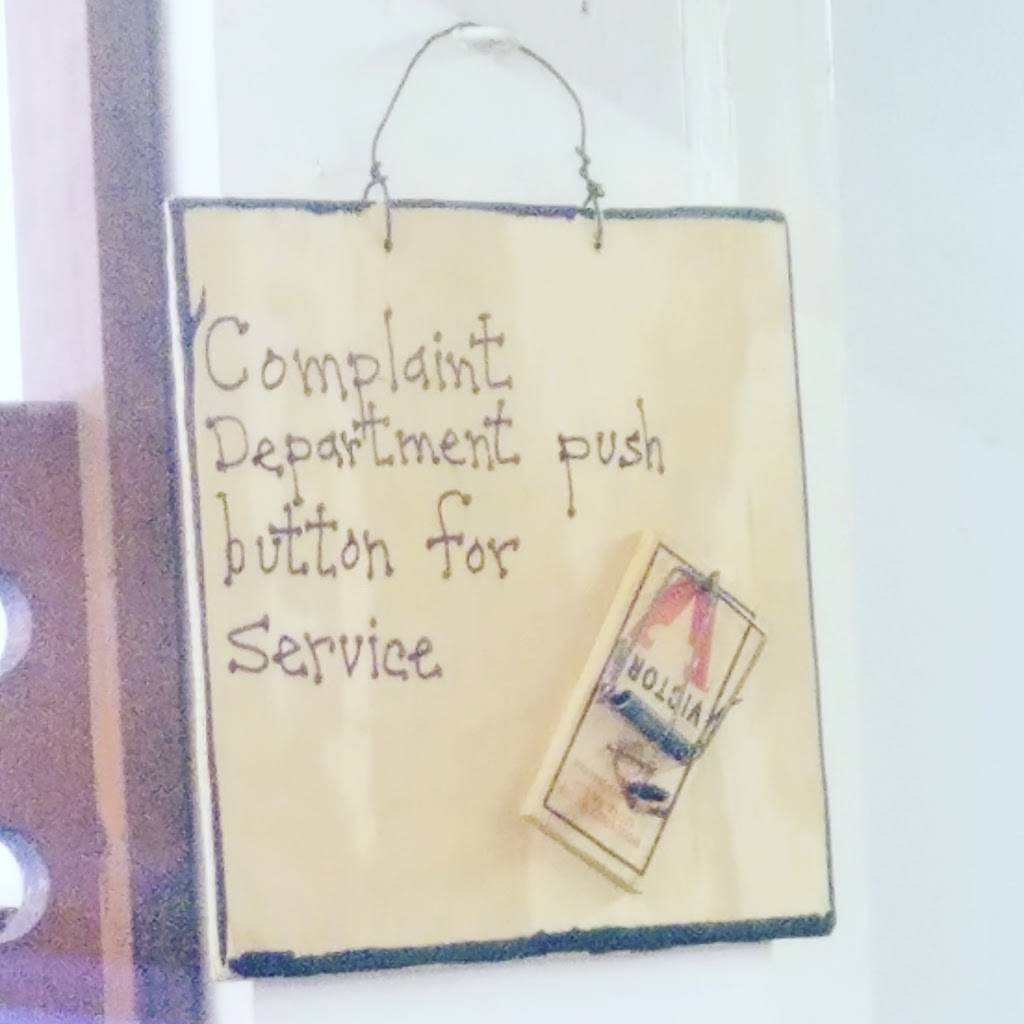 Complaint
Department push
button for
Service
VICTOR